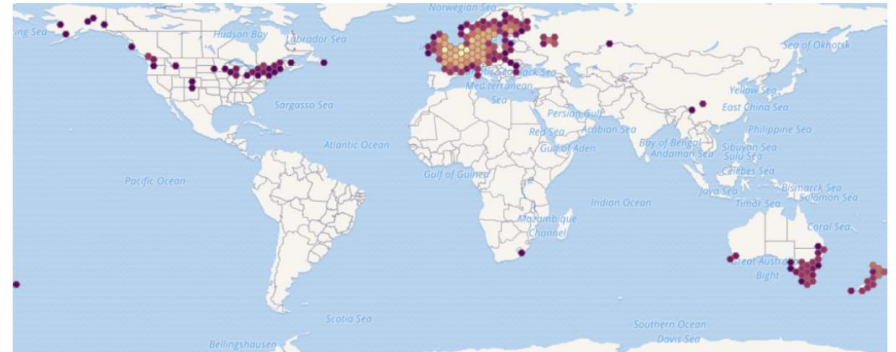 Norwegian Sea
Hudson Bay
Labrador Sea
Sea of Okhotsk
Black Sea
Mediterranean
Sea
Yellow Sea
East China Sea
Sargasso Sea
Persian Gulf
Red Sea
Arabian Sea
Philippine Sea
Atlantic Ocean
Gulf of Aden
Bay of Bengal
Andaman Sea
Sibuyan Sea
Sulu Sea
Gulf of Guinea
Celebes Sea
Pacific Ocean
Java Sea
Bismarck Sea
Solomon Sea
Indian Ocean
Timor Sea
Mozambique
Channel
Coral Sea
Great Austra
Bight
Scotia Sea
Southern Ocean
Bellingshausen
Davis Sea